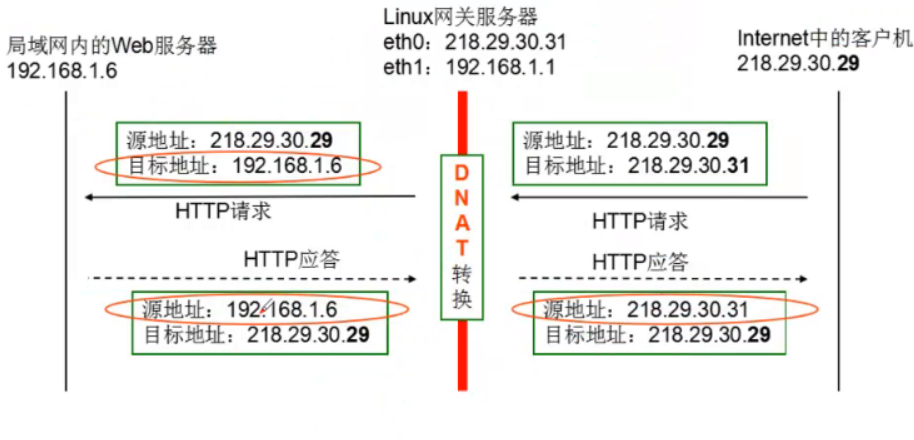 局域网内的Web服务器
192.168.1.6
Linux网关服务器
eth0：218.29.30.31
eth1：192.168.1.1
Internet中的客户机
218.29.30.29
源地址：218.29.30.29
目标地址：192.168.1.6
HTTP请求
源地址：218.29.30.29
目标地址：218.29.30.31
HTTP请求
DNAT转换
HTTP应答
源地址：192.168.1.6
目标地址：218.29.30.29
HTTP应答
源地址：218.29.30.31
目标地址：218.29.30.29